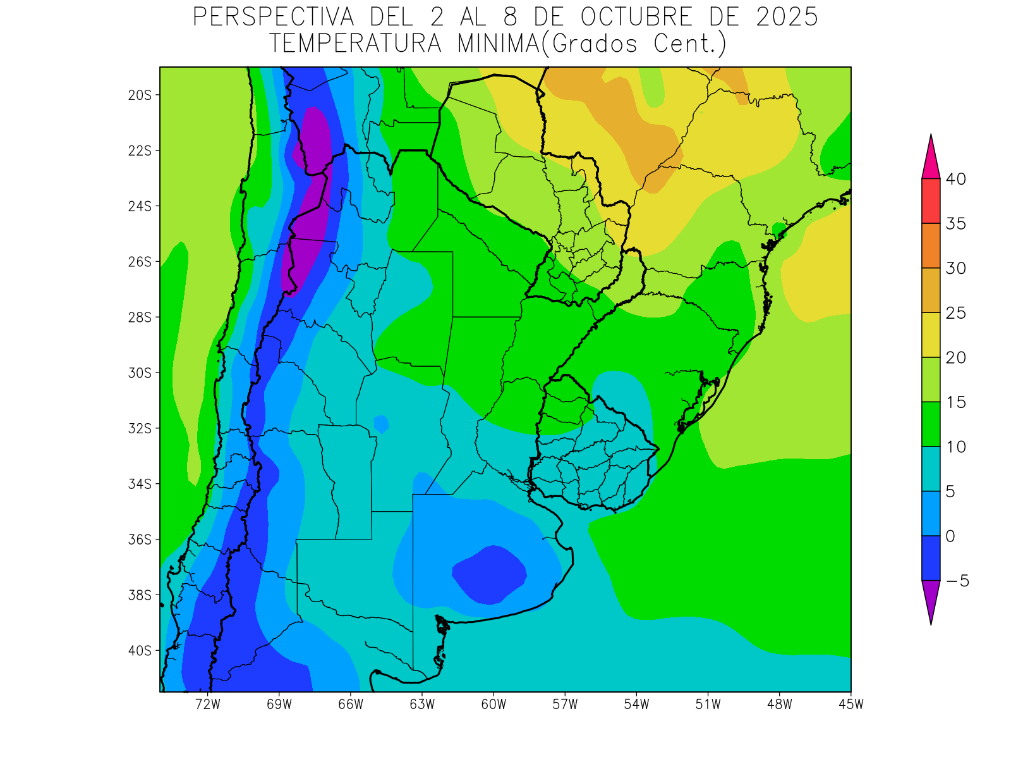 PERSPECTIVA DEL 2 AL 8 DE OCTUBRE DE 2025
TEMPERATURA MINIMA(Grados Cent.)
20S
22S
24S
26S
28S
30S
32S
34S
36S
38S
40S
72W 69W 66W 63W 60W 57W 54W 51W 48W 45W
40
35
30
25
20
15
10
5
0
−5